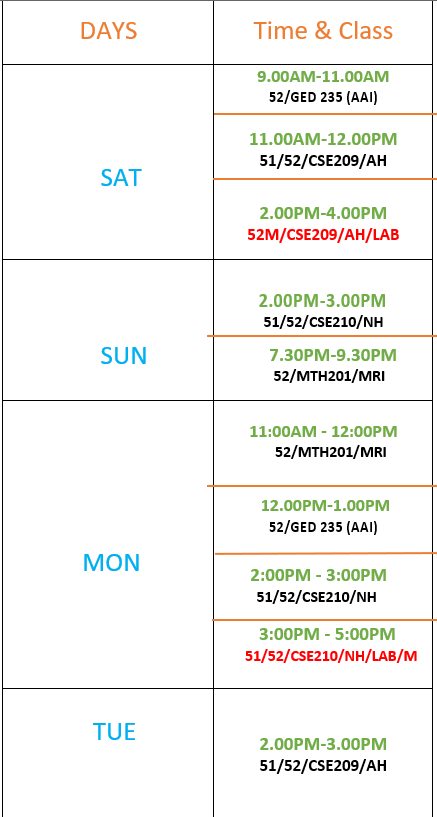 DAYS
Time & Class
SAT
9.00AM-11.00AM
52/GED 235 (AAI)
11.00AM-12.00PM
51/52/CSE209/AH
2.00PM-4.00PM
52M/CSE209/AH/LAB
SUN
2.00PM-3.00PM
51/52/CSE210/NH
7.30PM-9.30PM
52/MTH201/MRI
MON
11:00AM - 12:00PM
52/MTH201/MRI
12.00PM-1.00PM
52/GED 235 (AAI)
2:00PM - 3:00PM
51/52/CSE210/NH
3:00PM - 5:00PM
51/52/CSE210/NH/LAB/M
TUE
2.00PM-3.00PM
51/52/CSE209/AH